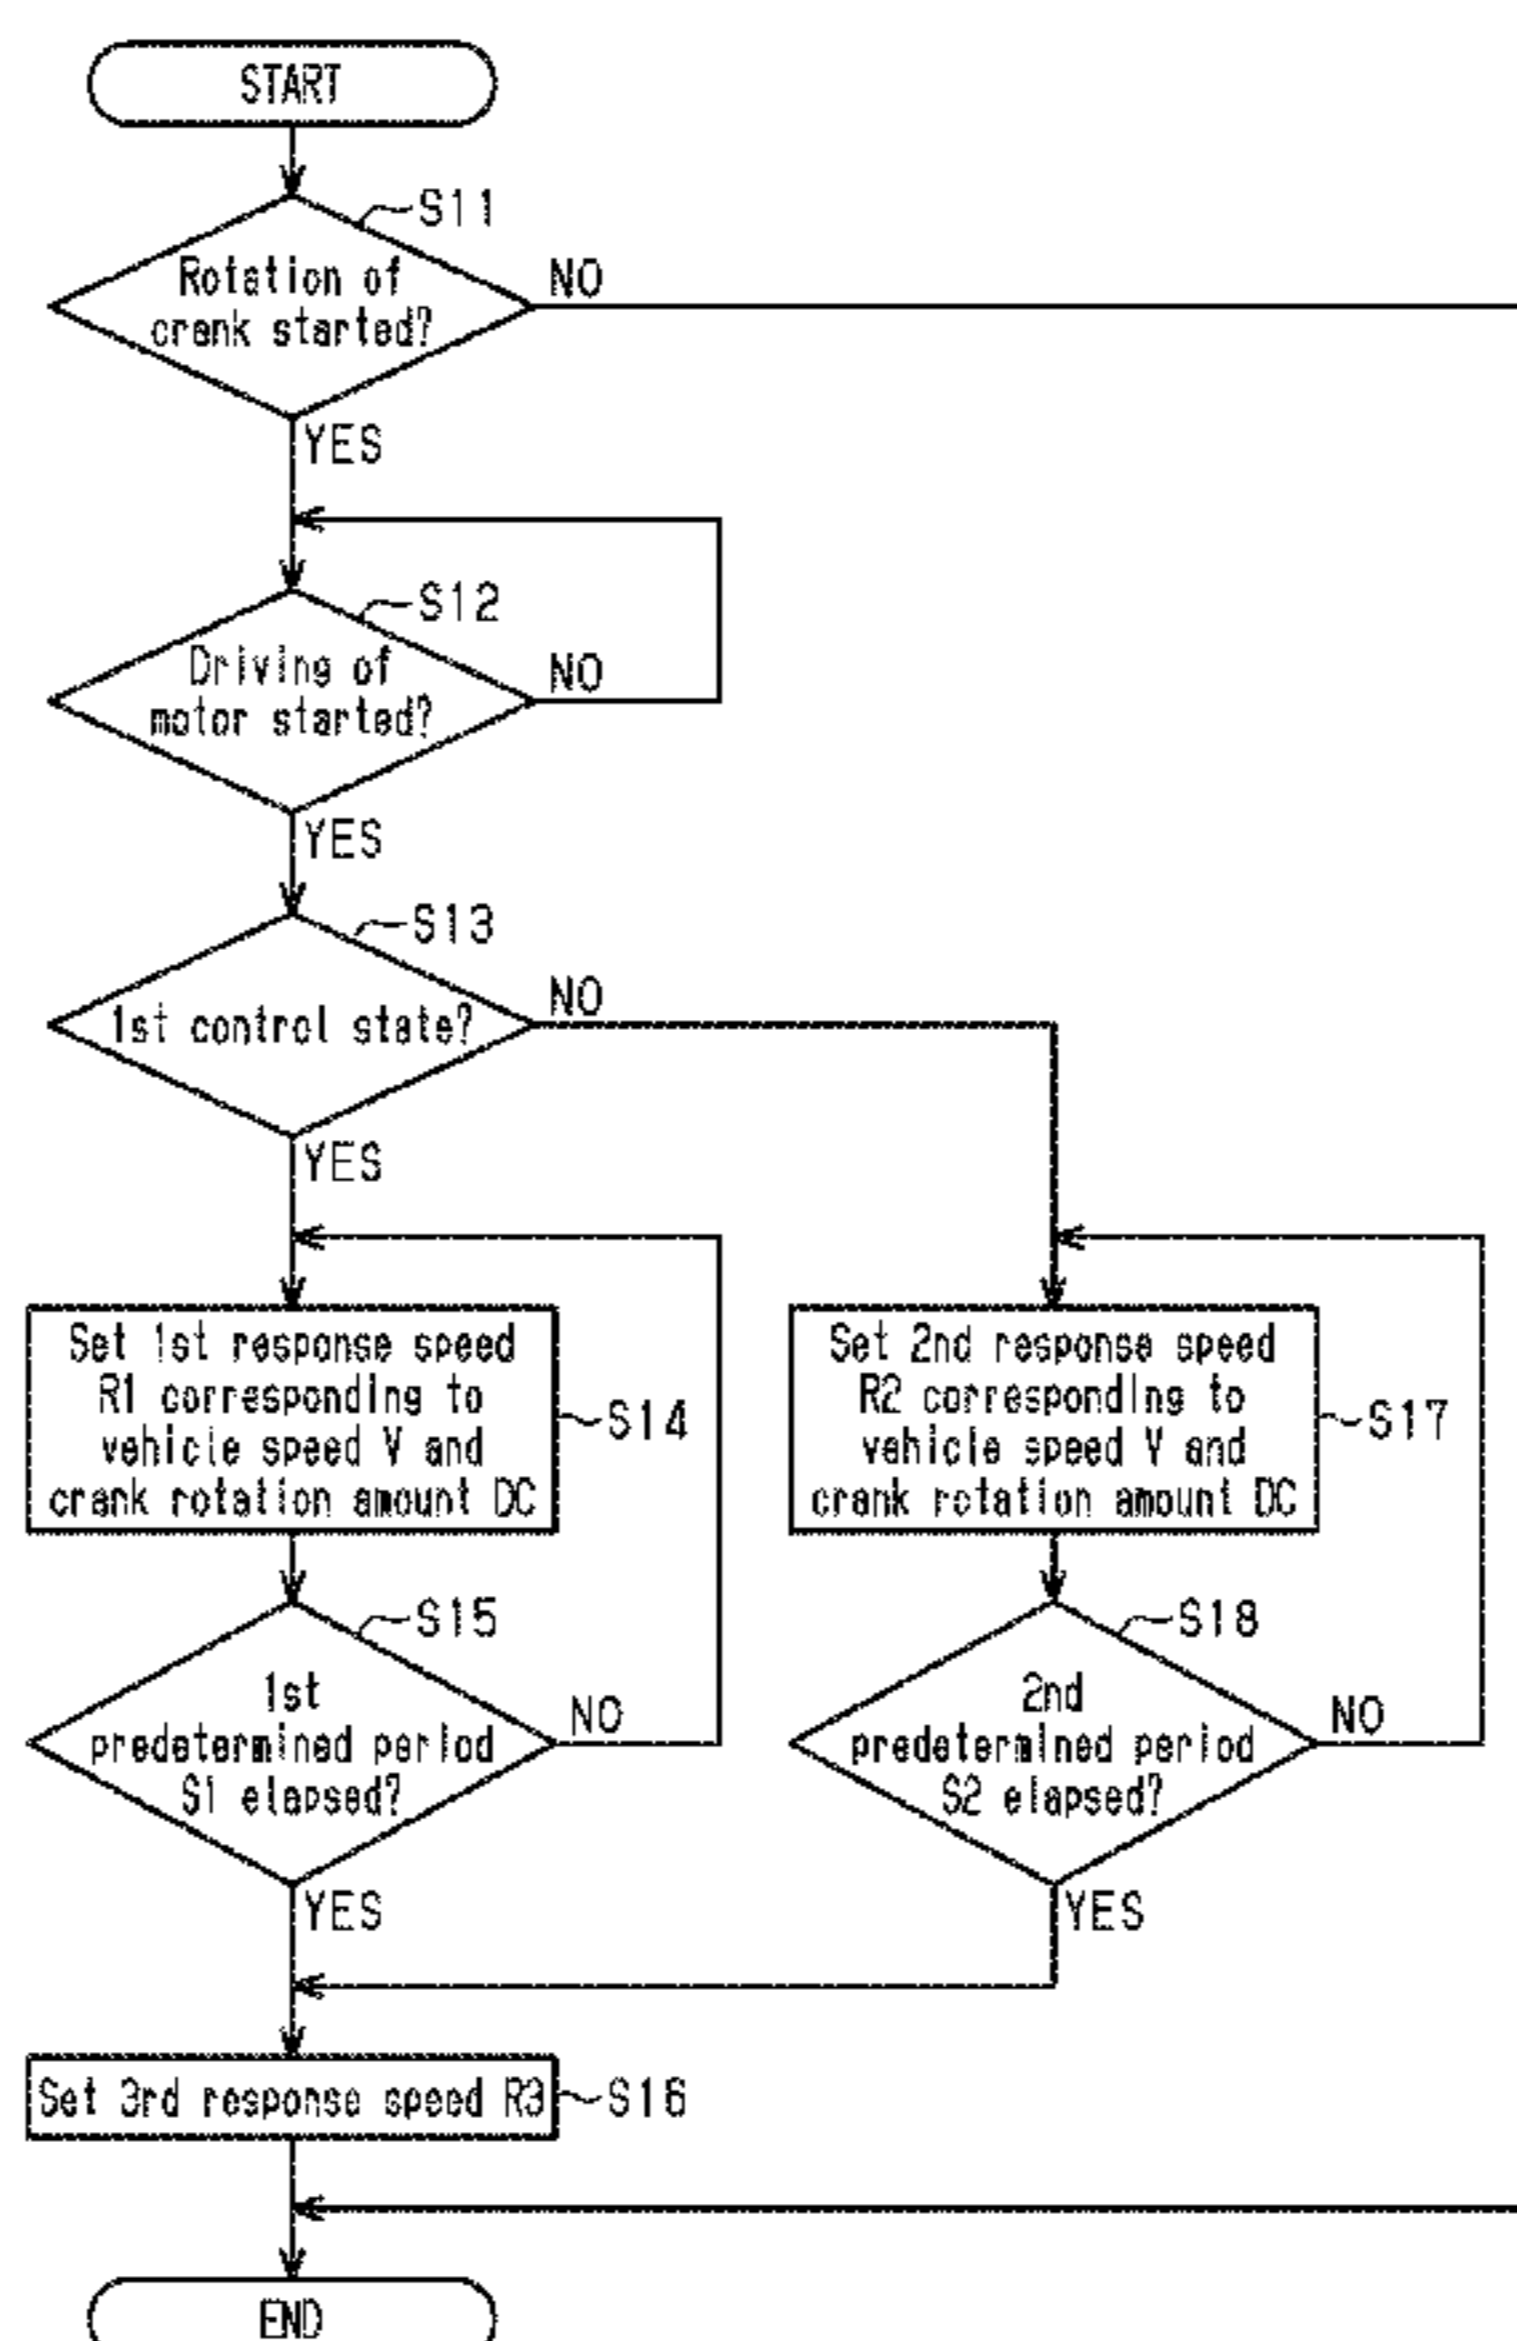 START
S11
Rotation of
crank started?
NO
YES
S12
Driving of
motor started?
NO
YES
S13
1st control state?
NO
YES
Set 1st response speed
R1 corresponding to
vehicle speed V and
crank rotation amount DC
S14
Set 2nd response speed
R2 corresponding to
vehicle speed V and
crank rotation amount DC
S17
S15
1st
predetermined period
S1 elapsed?
NO
YES
S18
2nd
predetermined period
S2 elapsed?
NO
YES
Set 3rd response speed R3
S16
END